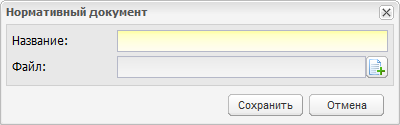 Нормативный документ
Название:
Файл:
Сохранить Отмена